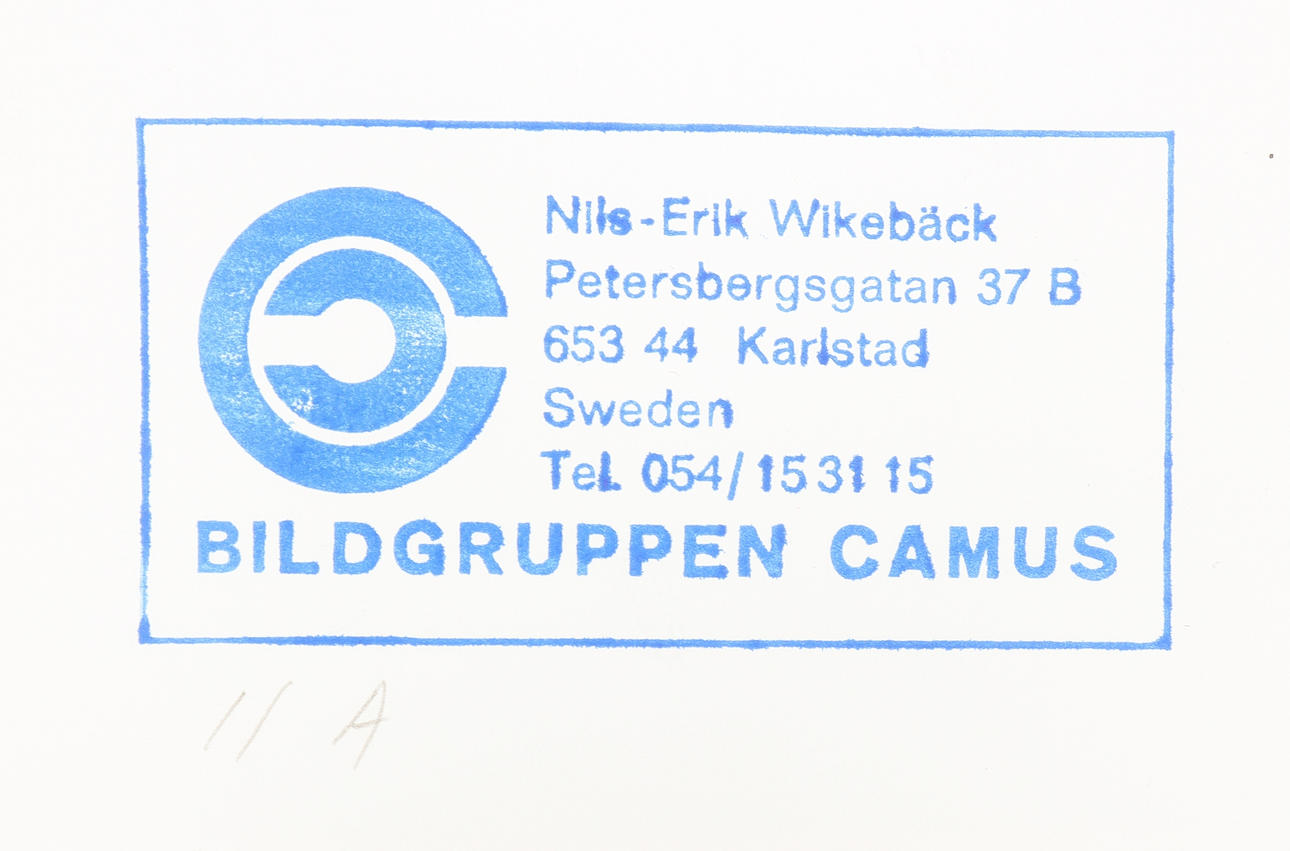 Nils-Erik Wikebäck
Petersbergsgatan 37 B
653 44 Karlstad
Sweden
Tel. 054/15 31 15
BILDGRUPPEN CAMUS
11 A